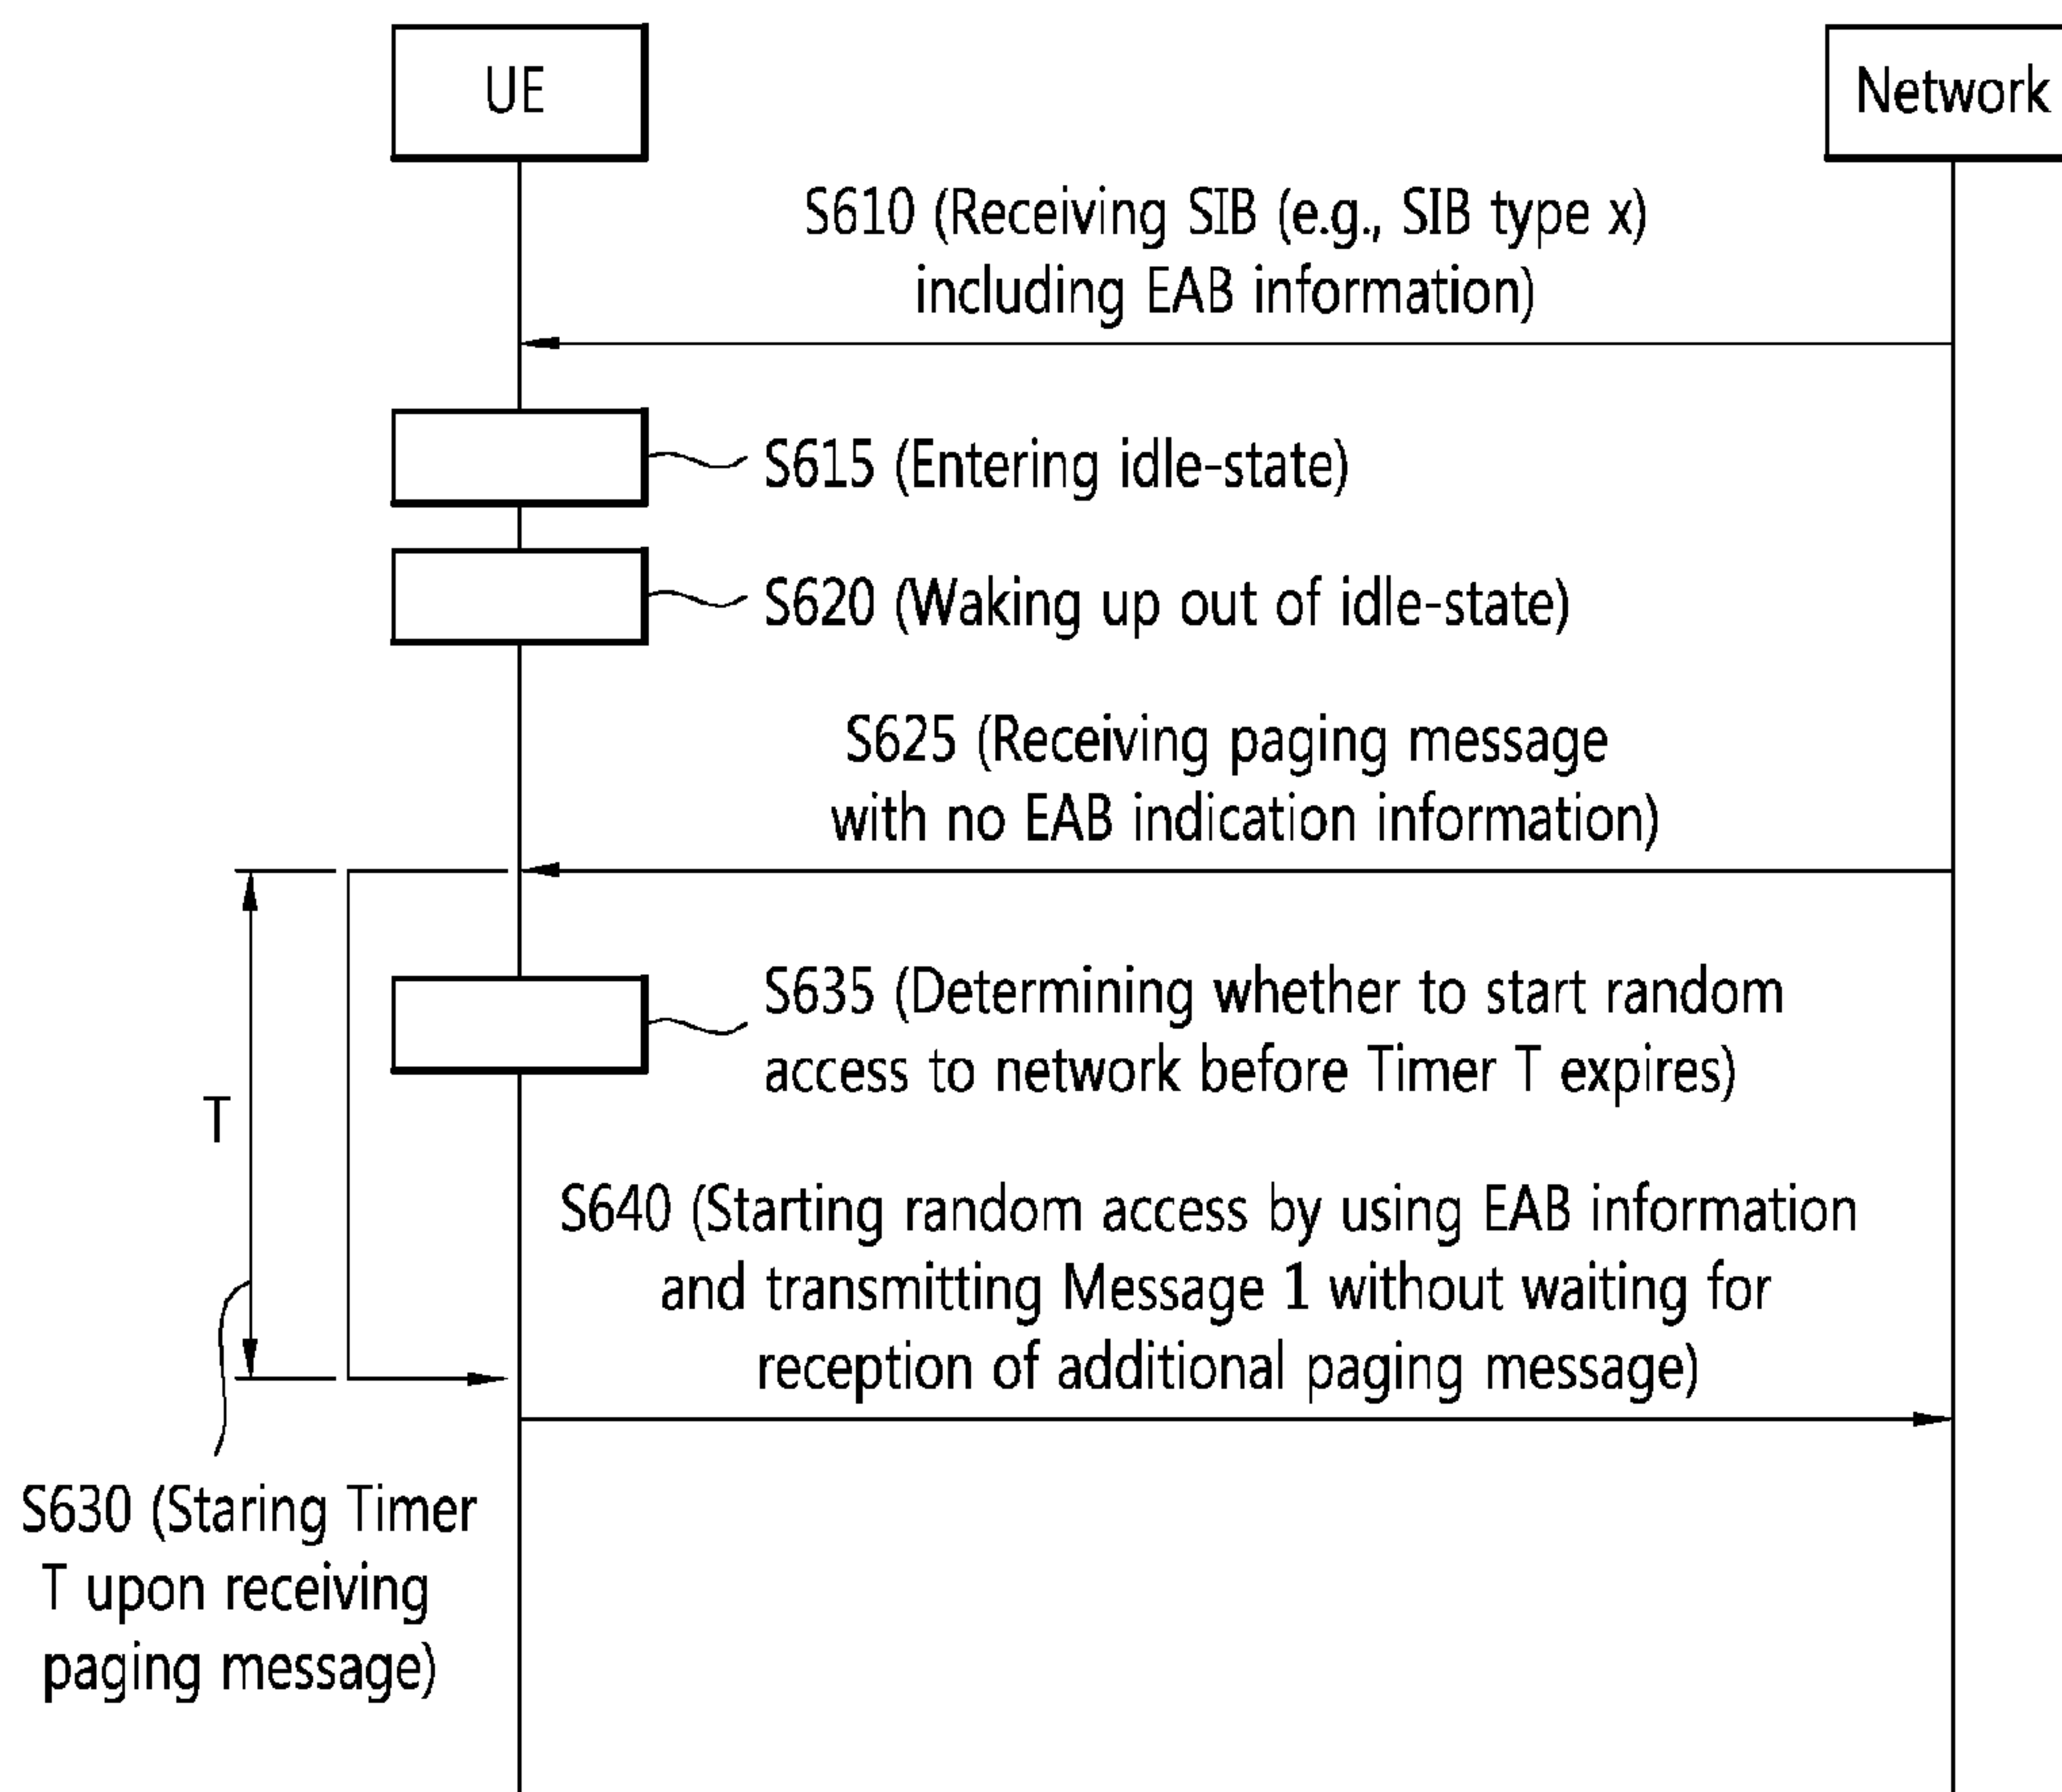 UE
Network
S610 (Receiving SIB (e.g., SIB type x)
including EAB information)
S615 (Entering idle-state)
S620 (Waking up out of idle-state)
S625 (Receiving paging message
with no EAB indication information)
S635 (Determining whether to start random
access to network before Timer T expires)
T
S640 (Starting random access by using EAB information
and transmitting Message 1 without waiting for
reception of additional paging message)
S630 (Staring Timer
T upon receiving
paging message)